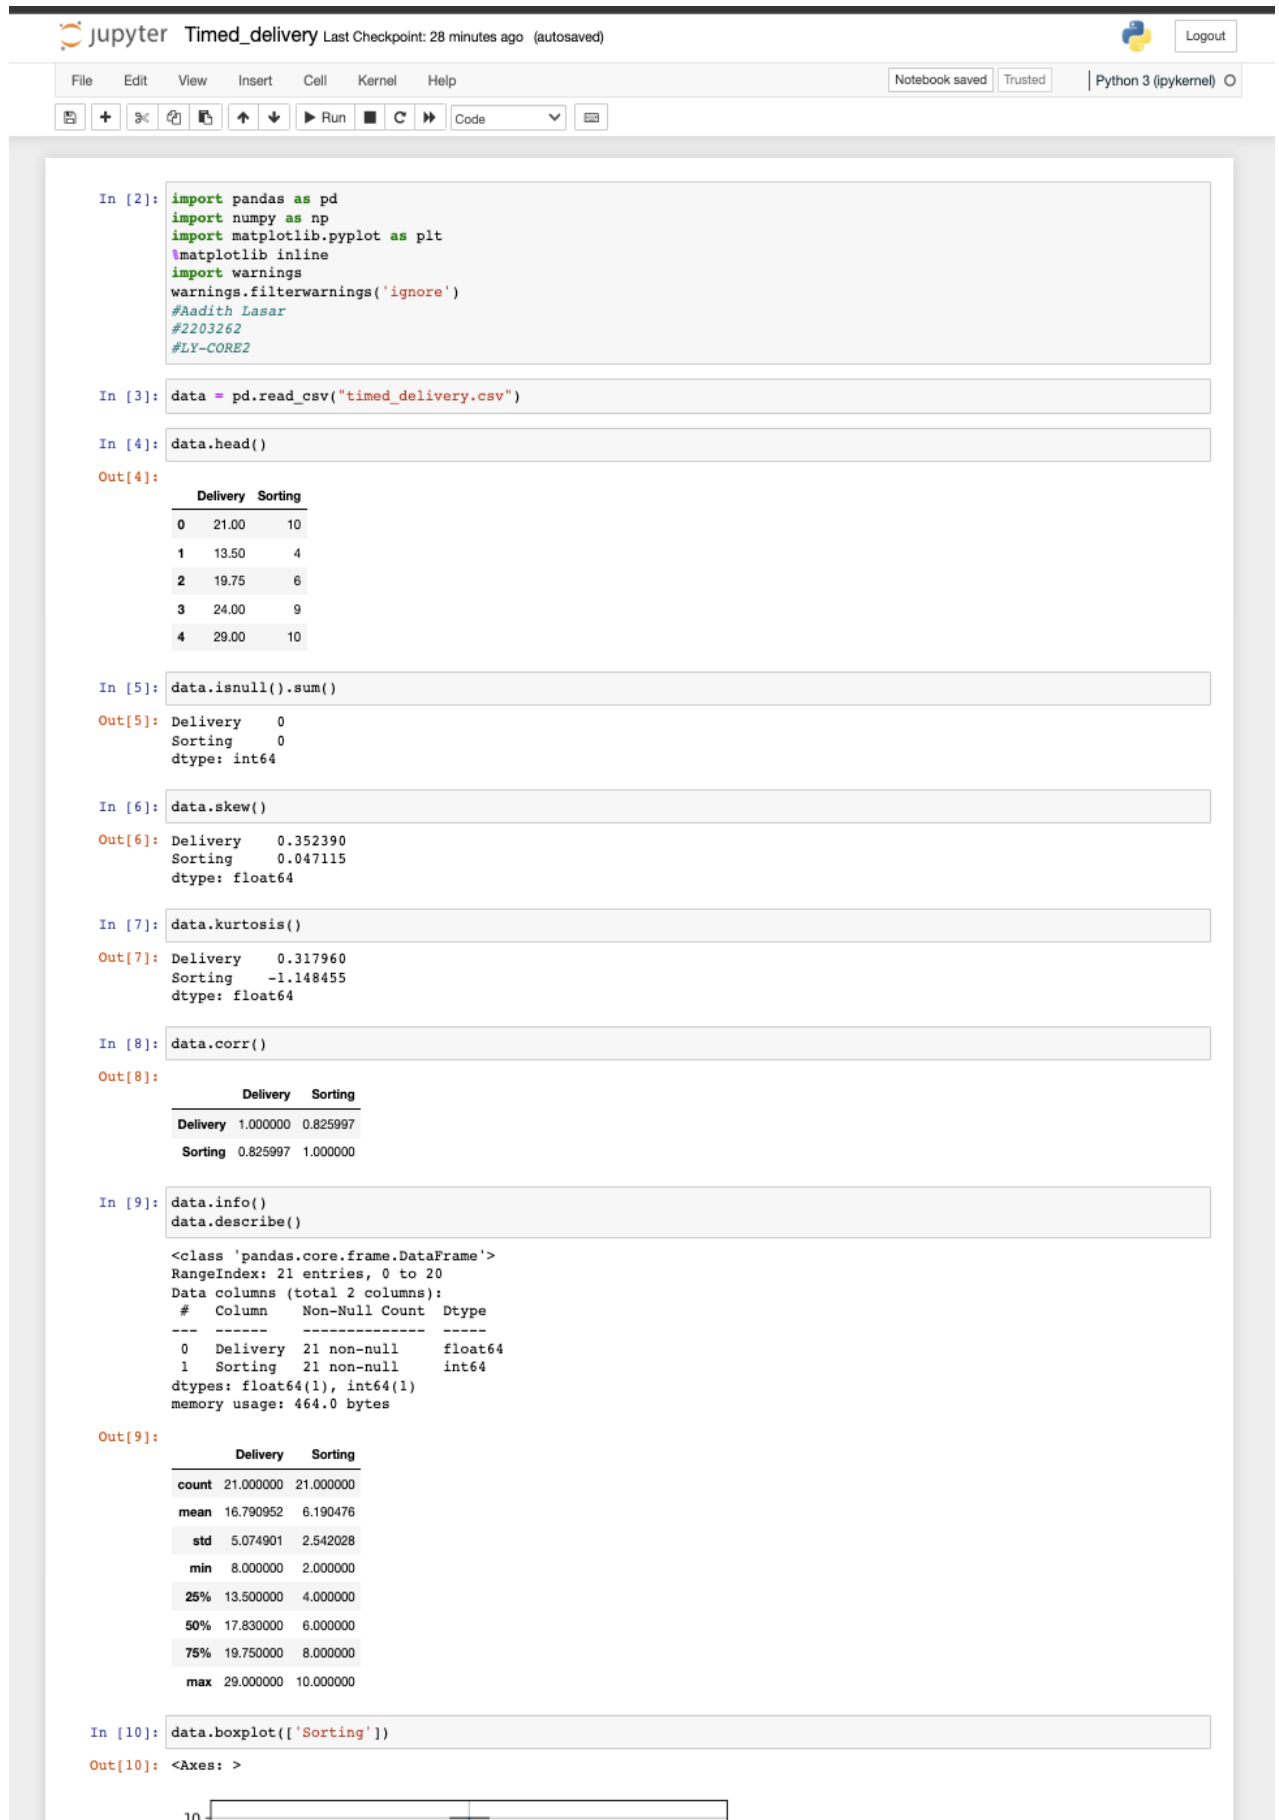 jupyter Timed_delivery Last Checkpoint: 28 minutes ago (autosaved)
Logout
File Edit View Insert Cell Kernel Help
Notebook saved Trusted Python 3 (ipykernel)
Run Code
In [2]: import pandas as pd
import numpy as np
import matplotlib.pyplot as plt
%matplotlib inline
import warnings
warnings.filterwarnings('ignore')
#Aadith Lasar
#2203262
#LY-CORE2
In [3]: data = pd.read_csv("timed_delivery.csv")
In [4]: data.head()
Out[4]:
Delivery Sorting
0 21.00 10
1 13.50 4
2 19.75 6
3 24.00 9
4 29.00 10
In [5]: data.isnull().sum()
Out[5]: Delivery 0
Sorting 0
dtype: int64
In [6]: data.skew()
Out[6]: Delivery 0.352390
Sorting 0.047115
dtype: float64
In [7]: data.kurtosis()
Out[7]: Delivery 0.317960
Sorting -1.148455
dtype: float64
In [8]: data.corr()
Out[8]:
Delivery Sorting
Delivery 1.000000 0.825997
Sorting 0.825997 1.000000
In [9]: data.info()
data.describe()
<class 'pandas.core.frame.DataFrame'>
RangeIndex: 21 entries, 0 to 20
Data columns (total 2 columns):
# Column Non-Null Count Dtype
--- ------ -------------- -----
0 Delivery 21 non-null float64
1 Sorting 21 non-null int64
dtypes: float64(1), int64(1)
memory usage: 464.0 bytes
Out[9]:
Delivery Sorting
count 21.000000 21.000000
mean 16.790952 6.190476
std 5.074901 2.542028
min 8.000000 2.000000
25% 13.500000 4.000000
50% 17.830000 6.000000
75% 19.750000 8.000000
max 29.000000 10.000000
In [10]: data.boxplot(['Sorting'])
Out[10]: <Axes: >
10